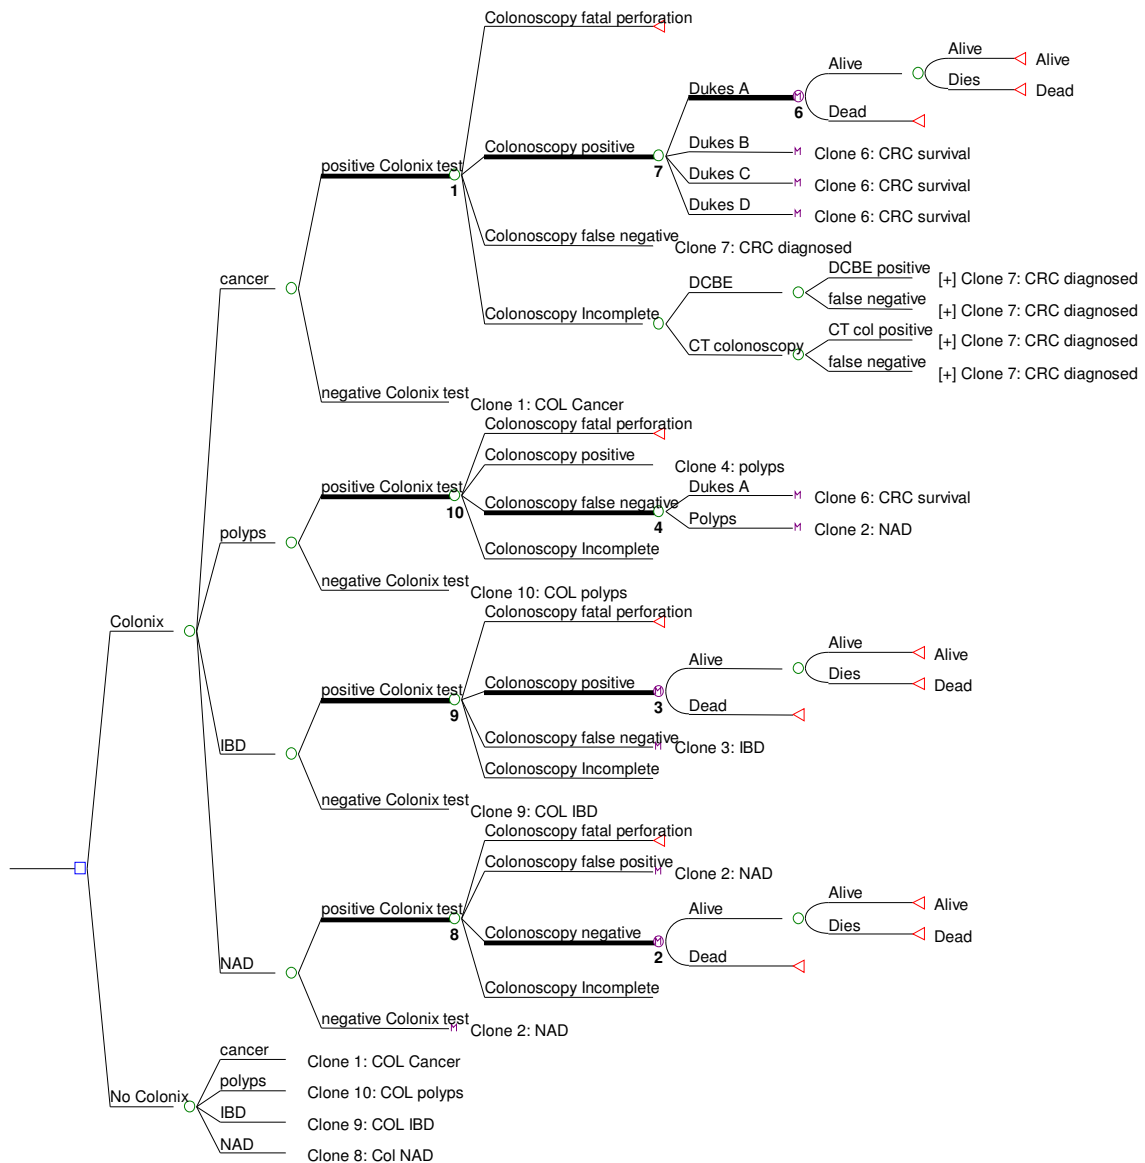 Colonoscopy fatal perforation
Alive
Alive
Alive
Dies
Dead
Dukes A
6
Dead
Colonoscopy positive
7
Dukes B
Clone 6: CRC survival
positive Colonix test
1
Dukes C
Clone 6: CRC survival
Dukes D
Clone 6: CRC survival
Colonoscopy false negative
Clone 7: CRC diagnosed
cancer
DCBE
DCBE positive
[+] Clone 7: CRC diagnosed
false negative
[+] Clone 7: CRC diagnosed
Colonoscopy Incomplete
CT colonoscopy
CT col positive
[+] Clone 7: CRC diagnosed
false negative
[+] Clone 7: CRC diagnosed
negative Colonix test
Clone 1: COL Cancer
Colonoscopy fatal perforation
Colonoscopy positive
Clone 4: polyps
positive Colonix test
10
Colonoscopy false negative
4
Dukes A
Clone 6: CRC survival
Polyps
Clone 2: NAD
polyps
Colonoscopy Incomplete
negative Colonix test
Clone 10: COL polyps
Colonix
Colonoscopy fatal perforation
Alive
Alive
Alive
Dies
Dead
Colonoscopy positive
3
Dead
positive Colonix test
9
Colonoscopy false negative
Clone 3: IBD
IBD
Colonoscopy Incomplete
negative Colonix test
Clone 9: COL IBD
Colonoscopy fatal perforation
Colonoscopy false positive
Clone 2: NAD
positive Colonix test
8
Alive
Alive
Alive
Dies
Dead
Colonoscopy negative
2
Dead
NAD
Colonoscopy Incomplete
negative Colonix test
Clone 2: NAD
No Colonix
cancer
Clone 1: COL Cancer
polyps
Clone 10: COL polyps
IBD
Clone 9: COL IBD
NAD
Clone 8: Col NAD
M
M
M
M
M
M
M
M
M
M
M